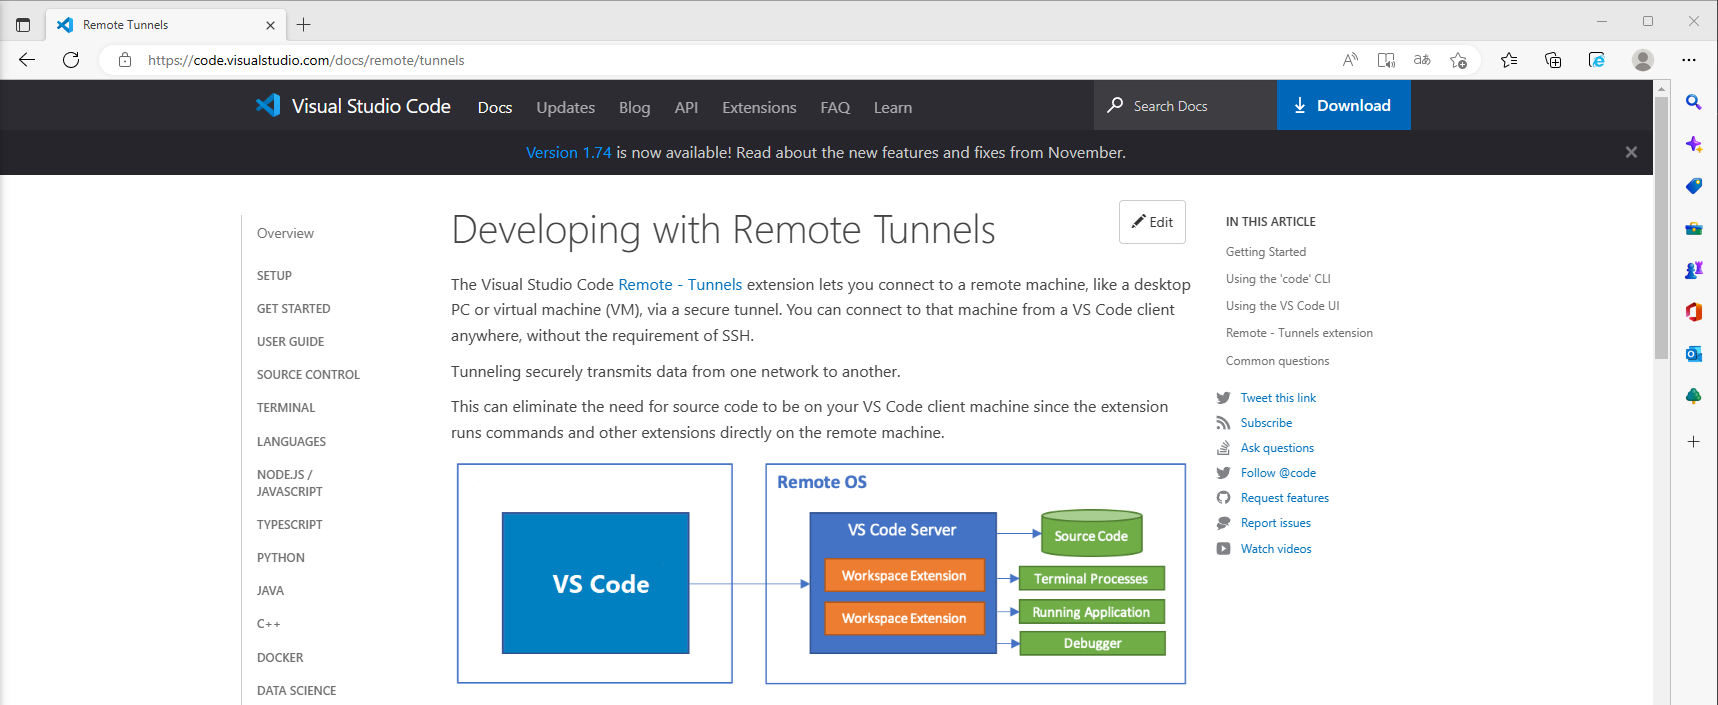 Remote Tunnels
https://code.visualstudio.com/docs/remote/tunnels
Visual Studio Code
Docs
Updates
Blog
API
Extensions
FAQ
Learn
Search Docs
Download
Version 1.74 is now available! Read about the new features and fixes from November.
Overview
SETUP
GET STARTED
USER GUIDE
SOURCE CONTROL
TERMINAL
LANGUAGES
NODE.JS /
JAVASCRIPT
TYPESCRIPT
PYTHON
JAVA
C++
DOCKER
DATA SCIENCE
Developing with Remote Tunnels
Edit
The Visual Studio Code Remote - Tunnels extension lets you connect to a remote machine, like a desktop
PC or virtual machine (VM), via a secure tunnel. You can connect to that machine from a VS Code client
anywhere, without the requirement of SSH.
Tunneling securely transmits data from one network to another.
This can eliminate the need for source code to be on your VS Code client machine since the extension
runs commands and other extensions directly on the remote machine.
VS Code
Remote OS
VS Code Server
Workspace Extension
Workspace Extension
Source Code
Terminal Processes
Running Application
Debugger
IN THIS ARTICLE
Getting Started
Using the 'code' CLI
Using the VS Code UI
Remote - Tunnels extension
Common questions
Tweet this link
Subscribe
Ask questions
Follow @code
Request features
Report issues
Watch videos